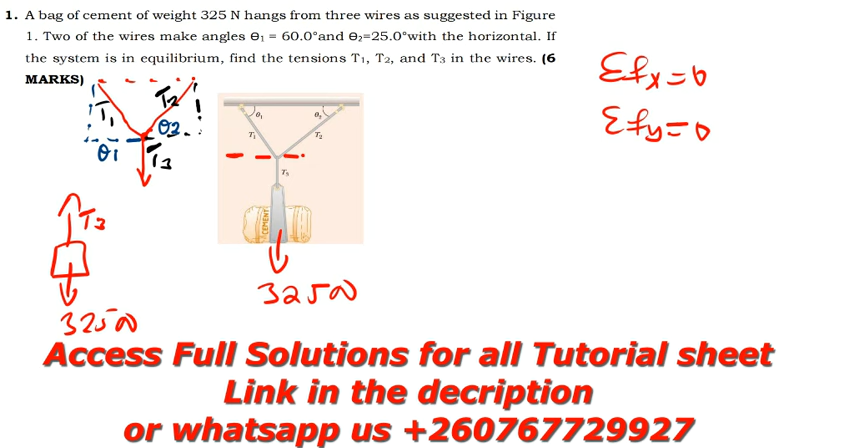 1. A bag of cement of weight 325 N hangs from three wires as suggested in Figure
1. Two of the wires make angles Θ₁ = 60.0°and Θ₂=25.0°with the horizontal. If
the system is in equilibrium, find the tensions T₁, T₂, and T₃ in the wires. (6
MARKS)
Σfx=0
Σfy=0
T₁ T₂
θ1 θ2
T₃
θ₁ θ₂
T₁ T₂
T₃
CEMENT
T₃
325N
325N
Access Full Solutions for all Tutorial sheet
Link in the decription
or whatsapp us +260767729927